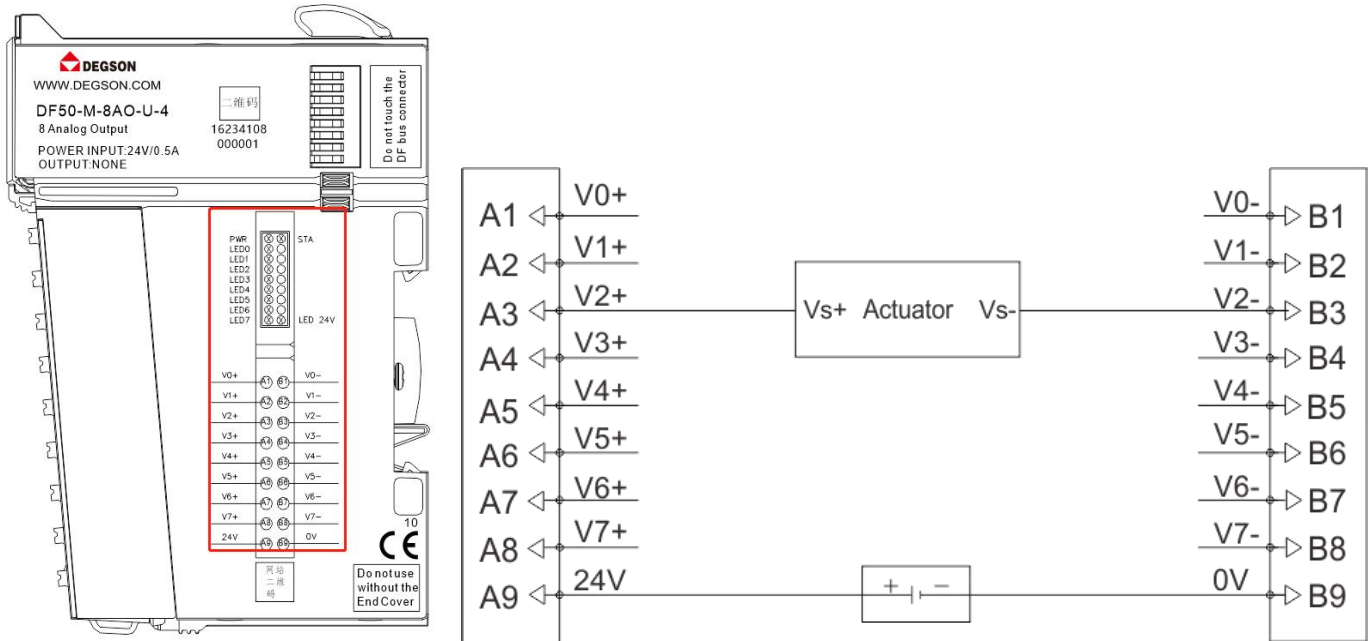 DEGSON
WWW.DEGSON.COM
DF50-M-8AO-U-4
8 Analog Output
POWER INPUT:24V/0.5A
OUTPUT:NONE
二维码
16234108
000001
Do not touch the
DF bus connector
PWR STA
LED0
LED1
LED2
LED3
LED4
LED5
LED6
LED7 LED 24V
V0+ A1 B1 V0-
V1+ A2 B2 V1-
V2+ A3 B3 V2-
V3+ A4 B4 V3-
V4+ A5 B5 V4-
V5+ A6 B6 V5-
V6+ A7 B7 V6-
V7+ A8 B8 V7-
24V A9 B9 0V
网站
二维
码
10
CE
Do not use
without the
End Cover
A1 V0+ V0- B1
A2 V1+ V1- B2
A3 V2+ Vs+ Actuator Vs- V2- B3
A4 V3+ V3- B4
A5 V4+ V4- B5
A6 V5+ V5- B6
A7 V6+ V6- B7
A8 V7+ V7- B8
A9 24V + - 0V B9